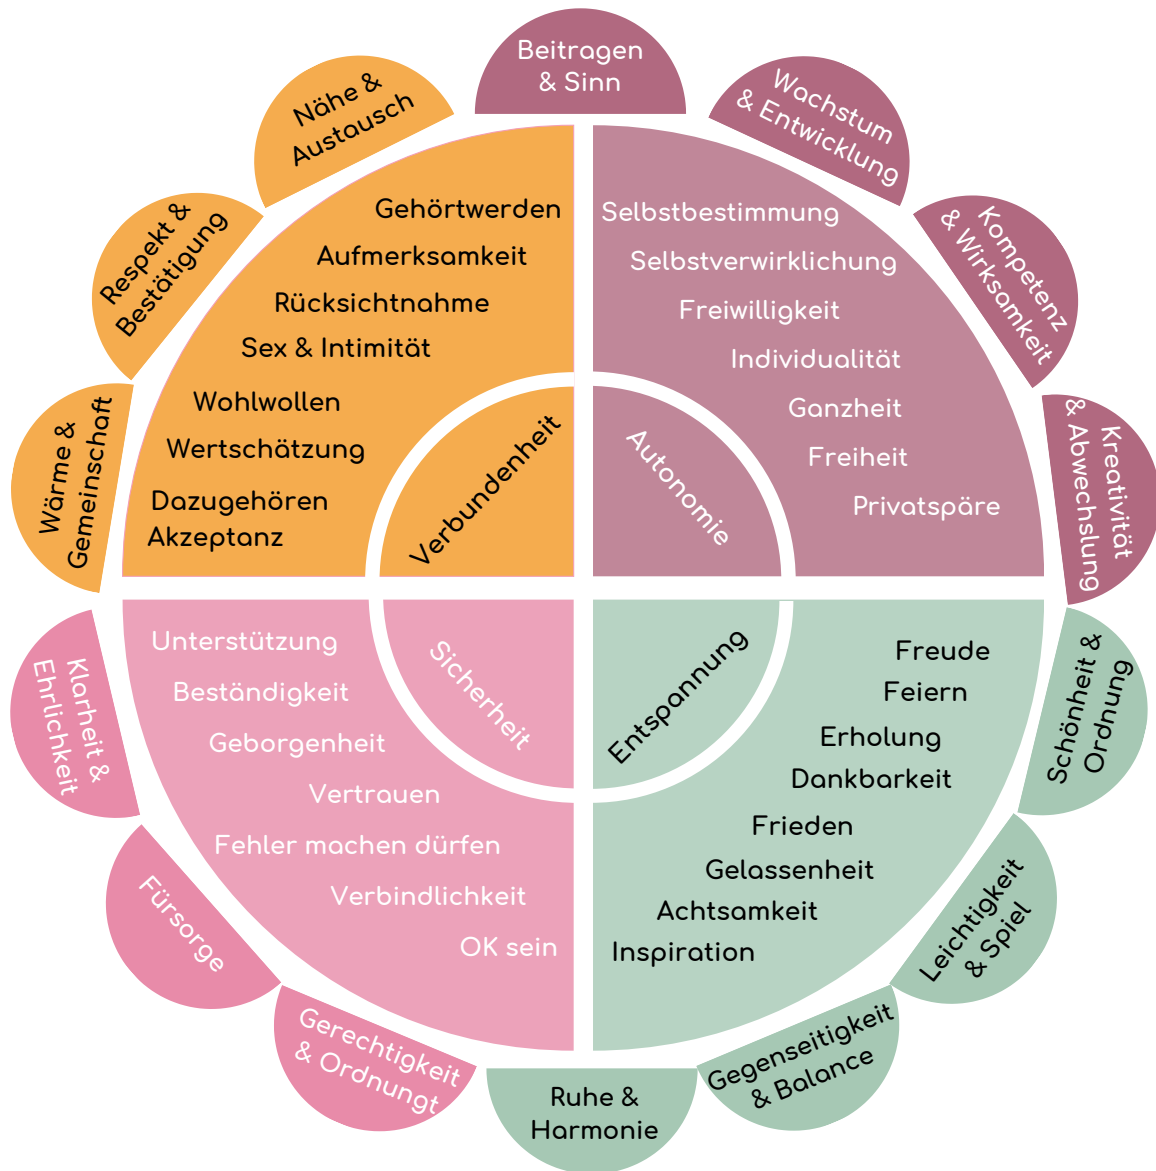 Beitragen
& Sinn
Wachstum
& Entwicklung
Kompetenz
& Wirksamkeit
Kreativität
& Abwechslung
Schönheit &
Ordnung
Leichtigkeit
& Spiel
Gegenseitigkeit
& Balance
Ruhe &
Harmonie
Gerechtigkeit
& Ordnungt
Fürsorge
Klarheit &
Ehrlichkeit
Wärme &
Gemeinschaft
Respekt &
Bestätigung
Nähe &
Austausch
Gehörtwerden
Aufmerksamkeit
Rücksichtnahme
Sex & Intimität
Wohlwollen
Wertschätzung
Dazugehören
Akzeptanz
Verbundenheit
Selbstbestimmung
Selbstverwirklichung
Freiwilligkeit
Individualität
Ganzheit
Freiheit
Privatspäre
Autonomie
Unterstützung
Beständigkeit
Geborgenheit
Vertrauen
Fehler machen dürfen
Verbindlichkeit
OK sein
Sicherheit
Entspannung
Freude
Feiern
Erholung
Dankbarkeit
Frieden
Gelassenheit
Achtsamkeit
Inspiration